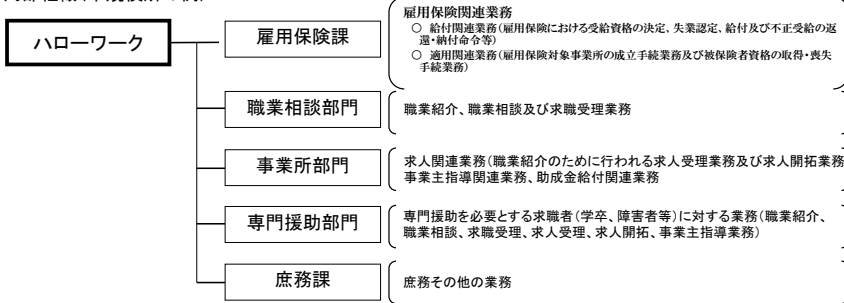 ハローワーク
雇用保険課
雇用保険関連業務
○ 給付関連業務(雇用保険における受給資格の決定、失業認定、給付及び不正受給の返
還・納付命令等)
○ 適用関連業務(雇用保険対象事業所の成立手続業務及び被保険者資格の取得・喪失
手続業務)
職業相談部門
職業紹介、職業相談及び求職受理業務
事業所部門
求人関連業務(職業紹介のために行われる求人受理業務及び求人開拓業務
事業主指導関連業務、助成金給付関連業務
専門援助部門
専門援助を必要とする求職者(学卒、障害者等)に対する業務(職業紹介、
職業相談、求職受理、求人受理、求人開拓、事業主指導業務)
庶務課
庶務その他の業務